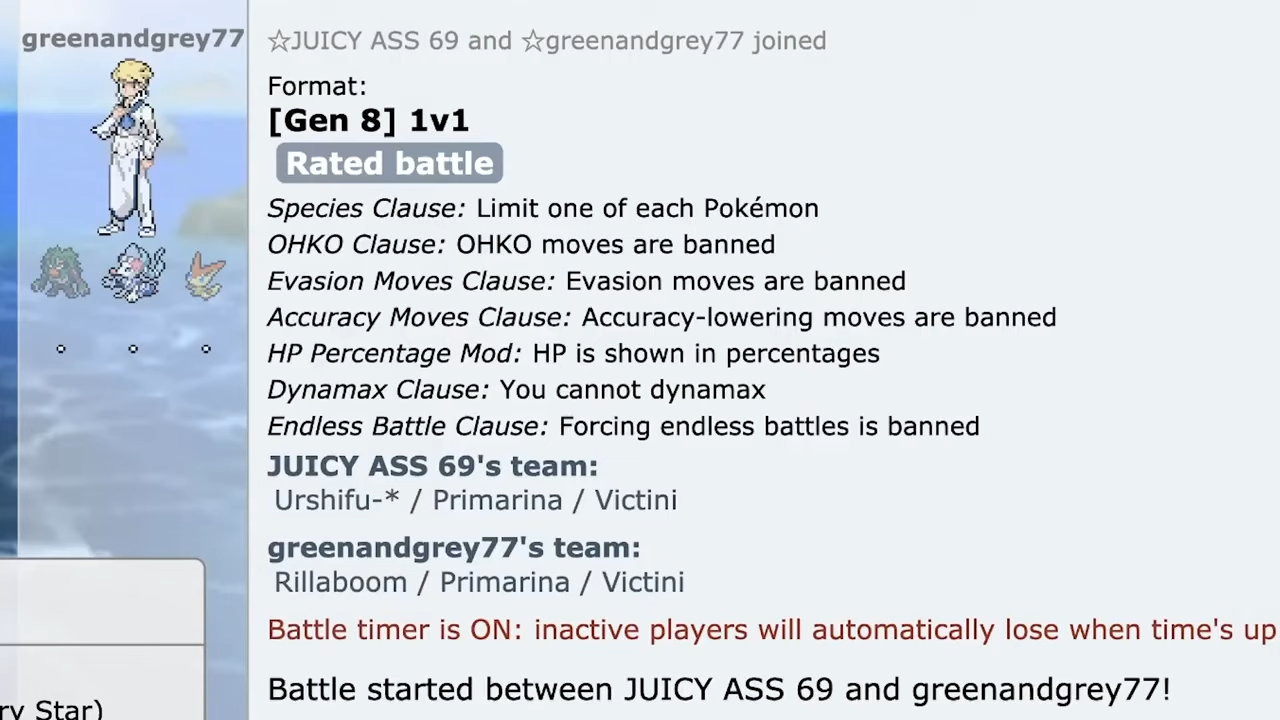 greenandgrey77
☆JUICY ASS 69 and ☆greenandgrey77 joined
Format:
[Gen 8] 1v1
Rated battle
Species Clause: Limit one of each Pokémon
OHKO Clause: OHKO moves are banned
Evasion Moves Clause: Evasion moves are banned
Accuracy Moves Clause: Accuracy-lowering moves are banned
HP Percentage Mod: HP is shown in percentages
Dynamax Clause: You cannot dynamax
Endless Battle Clause: Forcing endless battles is banned
JUICY ASS 69's team:
Urshifu-* / Primarina / Victini
greenandgrey77's team:
Rillaboom / Primarina / Victini
Battle timer is ON: inactive players will automatically lose when time's up
Battle started between JUICY ASS 69 and greenandgrey77!
Star)